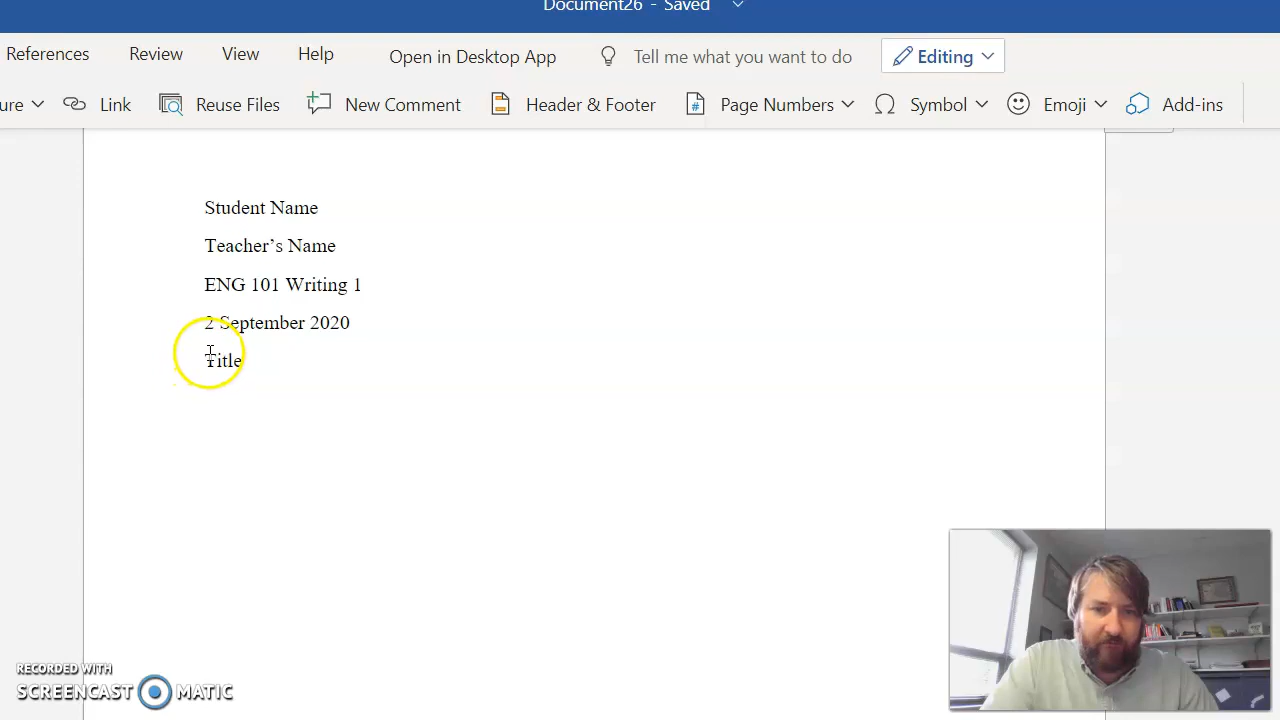 Document26 - Saved
References Review View Help Open in Desktop App Tell me what you want to do Editing
ure Link Reuse Files New Comment Header & Footer Page Numbers Symbol Emoji Add-ins
Student Name
Teacher’s Name
ENG 101 Writing 1
2 September 2020
Title
RECORDED WITH
SCREENCAST MATIC